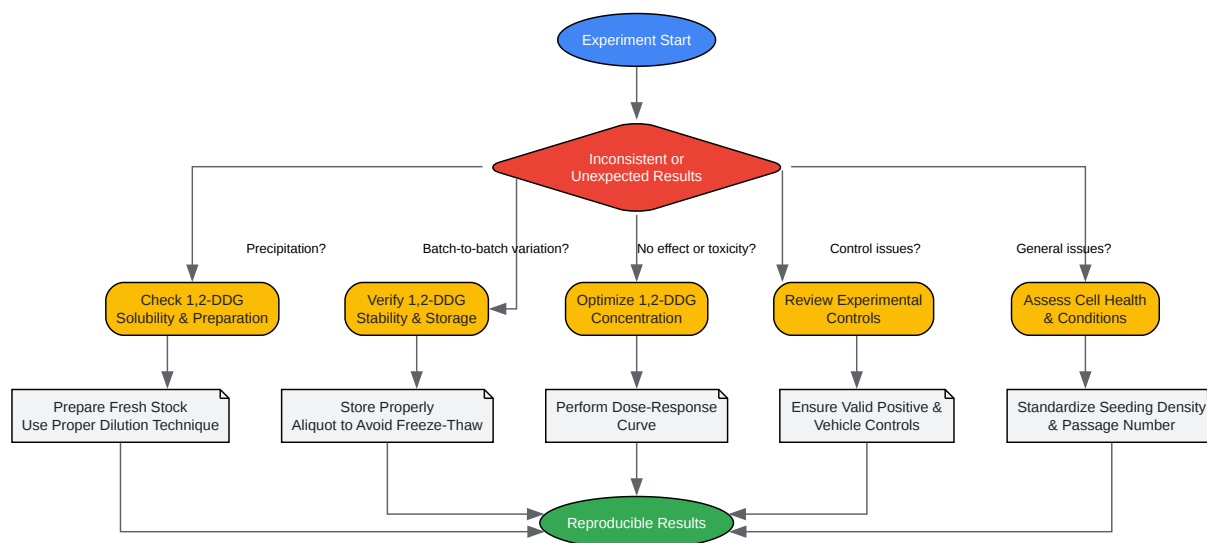 Experiment Start
Inconsistent or
Unexpected Results
Precipitation?
Batch-to-batch variation?
No effect or toxicity?
Control issues?
General issues?
Check 1,2-DDG
Solubility & Preparation
Verify 1,2-DDG
Stability & Storage
Optimize 1,2-DDG
Concentration
Review Experimental
Controls
Assess Cell Health
& Conditions
Prepare Fresh Stock
Use Proper Dilution Technique
Store Properly
Aliquot to Avoid Freeze-Thaw
Perform Dose-Response
Curve
Ensure Valid Positive &
Vehicle Controls
Standardize Seeding Density
& Passage Number
Reproducible Results